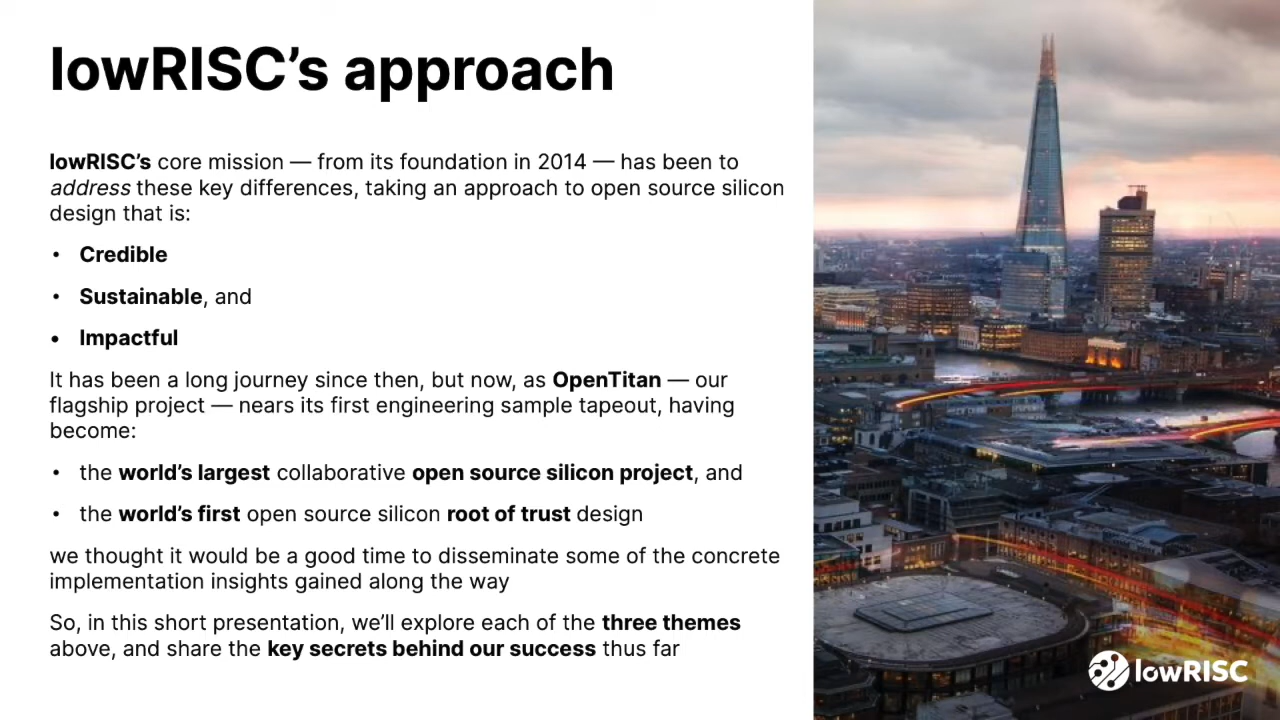 lowRISC’s approach
lowRISC’s core mission — from its foundation in 2014 — has been to
address these key differences, taking an approach to open source silicon
design that is:
• Credible
• Sustainable, and
• Impactful
It has been a long journey since then, but now, as OpenTitan — our
flagship project — nears its first engineering sample tapeout, having
become:
• the world’s largest collaborative open source silicon project, and
• the world’s first open source silicon root of trust design
we thought it would be a good time to disseminate some of the concrete
implementation insights gained along the way
So, in this short presentation, we’ll explore each of the three themes
above, and share the key secrets behind our success thus far
lowRISC